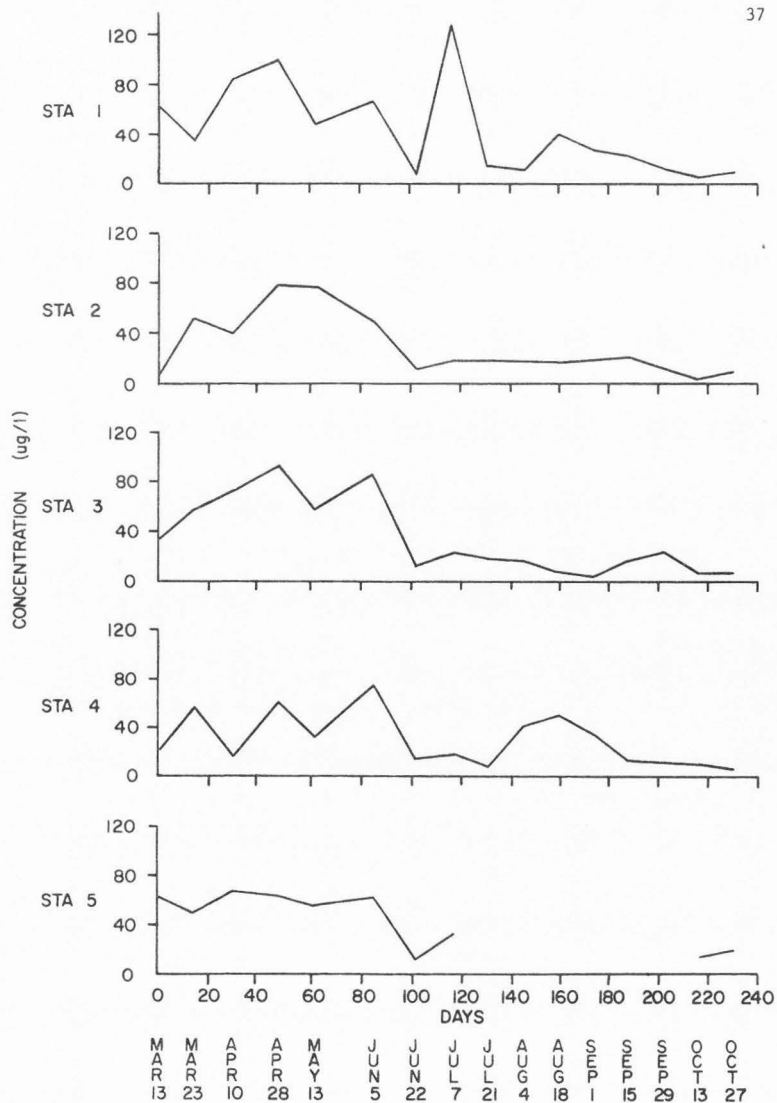 37
120
80
STA 1
40
0
120
80
STA 2
40
0
CONCENTRATION (ug/l)
120
80
STA 3
40
0
120
80
STA 4
40
0
120
80
STA 5
40
0
0 20 40 60 80 100 120 140 160 180 200 220 240
DAYS
MAR 13
MAR 23
APR 10
APR 28
MAY 13
JUN 5
JUN 22
JUL 7
JUL 21
AUG 4
AUG 18
SEP 1
SEP 15
SEP 29
OCT 13
OCT 27